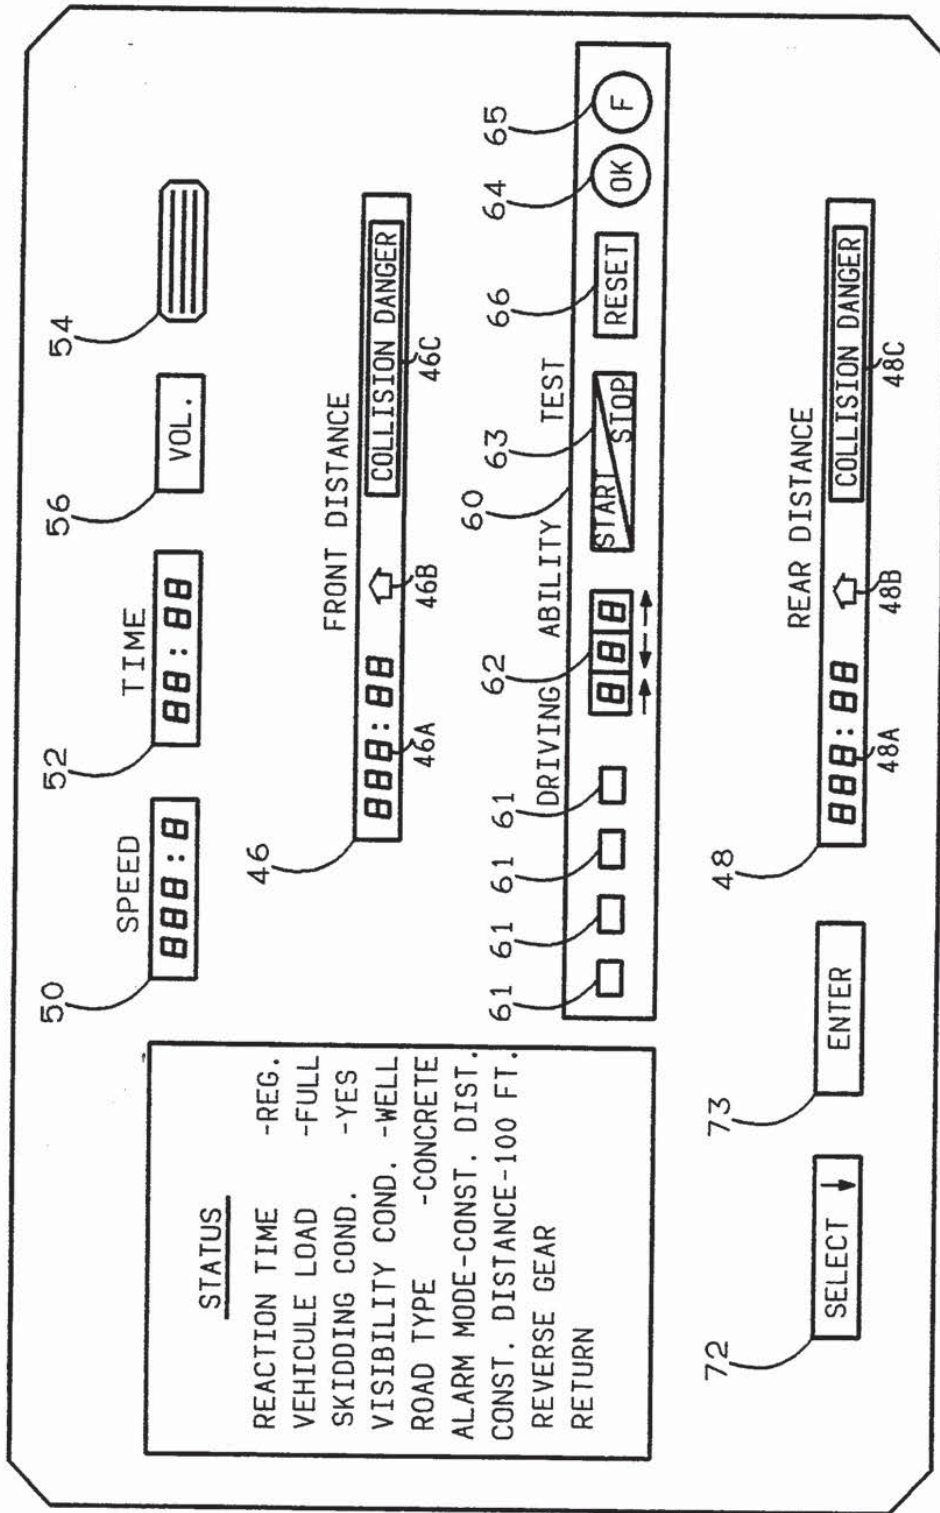 50
SPEED
888:8
52
TIME
88:88
56
VOL.
54
STATUS
REACTION TIME -REG.
VEHICULE LOAD -FULL
SKIDDING COND. -YES
VISIBILITY COND. -WELL
ROAD TYPE -CONCRETE
ALARM MODE-CONST. DIST.
CONST. DISTANCE-100 FT.
REVERSE GEAR
RETURN
46
FRONT DISTANCE
888:88
COLLISION DANGER
46A
46B
46C
61
61
61
61
DRIVING ABILITY TEST
62
60
63
66
64
65
8 8 8
START
STOP
RESET
OK
F
72
SELECT
73
ENTER
48
REAR DISTANCE
888:88
COLLISION DANGER
48A
48B
48C